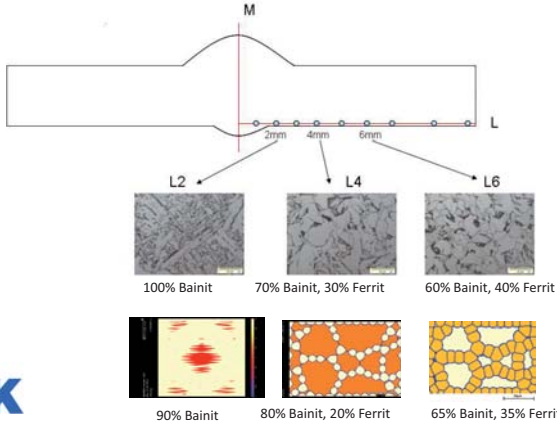 M
L
2mm 4mm 6mm
L2 L4 L6
100% Bainit 70% Bainit, 30% Ferrit 60% Bainit, 40% Ferrit
90% Bainit 80% Bainit, 20% Ferrit 65% Bainit, 35% Ferri